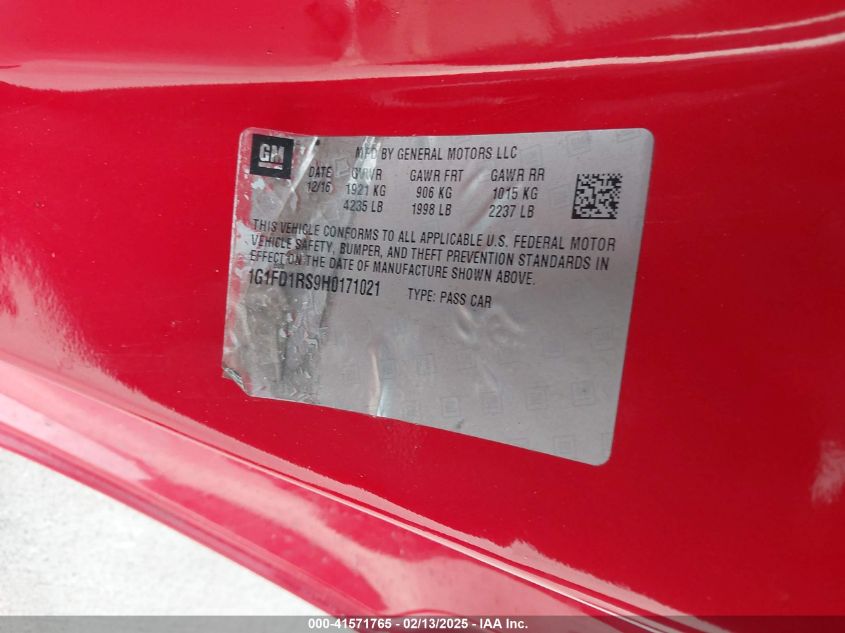 GM
MFD BY GENERAL MOTORS LLC
DATE GVWR GAWR FRT GAWR RR
12/16 1921 KG 906 KG 1015 KG
4235 LB 1998 LB 2237 LB
THIS VEHICLE CONFORMS TO ALL APPLICABLE U.S. FEDERAL MOTOR
VEHICLE SAFETY, BUMPER, AND THEFT PREVENTION STANDARDS IN
EFFECT ON THE DATE OF MANUFACTURE SHOWN ABOVE.
1G1FD1RS9H0171021 TYPE: PASS CAR
000-41571765 - 02/13/2025 - IAA Inc.